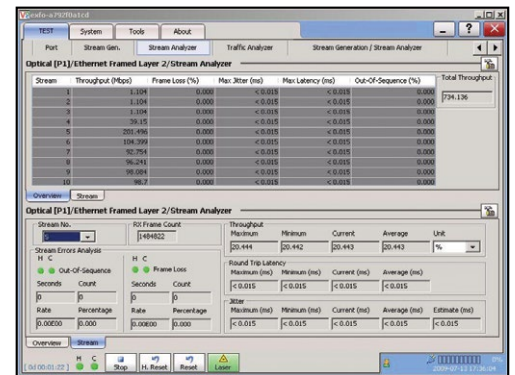 exfo-a792f0atcd
TEST System Tools About
Port Stream Gen. Stream Analyzer Traffic Analyzer Stream Generation / Stream Analyzer
Optical [P1]/Ethernet Framed Layer 2/Stream Analyzer
Stream Throughput (Mbps) Frame Loss (%) Max Jitter (ms) Max Latency (ms) Out-Of-Sequence (%) Total Throughput
1 1.104 0.000 < 0.015 < 0.015 0.000 734.136
2 1.104 0.000 < 0.015 < 0.015 0.000
3 1.104 0.000 < 0.015 < 0.015 0.000
4 39.15 0.000 < 0.015 < 0.015 0.000
5 201.496 0.000 < 0.015 < 0.015 0.000
6 104.399 0.000 < 0.015 < 0.015 0.000
7 92.754 0.000 < 0.015 < 0.015 0.000
8 96.241 0.000 < 0.015 < 0.015 0.000
9 98.084 0.000 < 0.015 < 0.015 0.000
10 98.7 0.000 < 0.015 < 0.015 0.000
Overview Stream
Optical [P1]/Ethernet Framed Layer 2/Stream Analyzer
Stream No. RX Frame Count
1484822
Throughput
Maximum Minimum Current Average Unit
20.444 20.442 20.443 20.443 %
Stream Errors Analysis
H C H C
Out-Of-Sequence Frame Loss
Seconds Count Seconds Count
0 0 0 0
Rate Percentage Rate Percentage
0.00E00 0.000 0.00E00 0.000
Round Trip Latency
Maximum (ms) Minimum (ms) Current (ms) Average (ms)
< 0.015 < 0.015 < 0.015 < 0.015
Jitter
Maximum (ms) Minimum (ms) Current (ms) Average (ms) Estimate (ms)
< 0.015 < 0.015 < 0.015 < 0.015 < 0.015
Overview Stream
[ 0d 00:01:22 ] H C Stop H. Reset Reset Laser
0%
2009-07-13 17:36:04